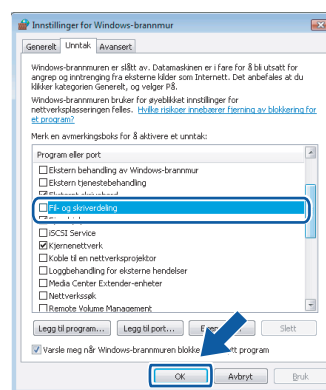 Innstillinger for Windows-brannmur
Generelt Unntak Avansert
Windows-brannmuren er slått av. Datamaskinen er i fare for å bli utsatt for
angrep og inntrenging fra eksterne kilder som Internett. Det anbefales at du
klikker kategorien Generelt, og velger På.
Windows-brannmuren bruker for øyeblikket innstillinger for
nettverksplasseringen felles. Hvilke risikoer innebærer fjerning av blokkering for
et program?
Merk en avmerkingsboks for å aktivere et unntak:
Program eller port
Ekstern behandling av Windows-brannmur
Ekstern tjenestebehandling
Fil- og skriverdeling
iSCSI Service
Kjernenettverk
Koble til en nettverksprojektor
Loggbehandling for eksterne hendelser
Media Center Extender-enheter
Nettverkssøk
Remote Volume Management
Legg til program... Legg til port... Slett
Varsle meg når Windows-brannmuren blokke program
OK Avbryt Bruk